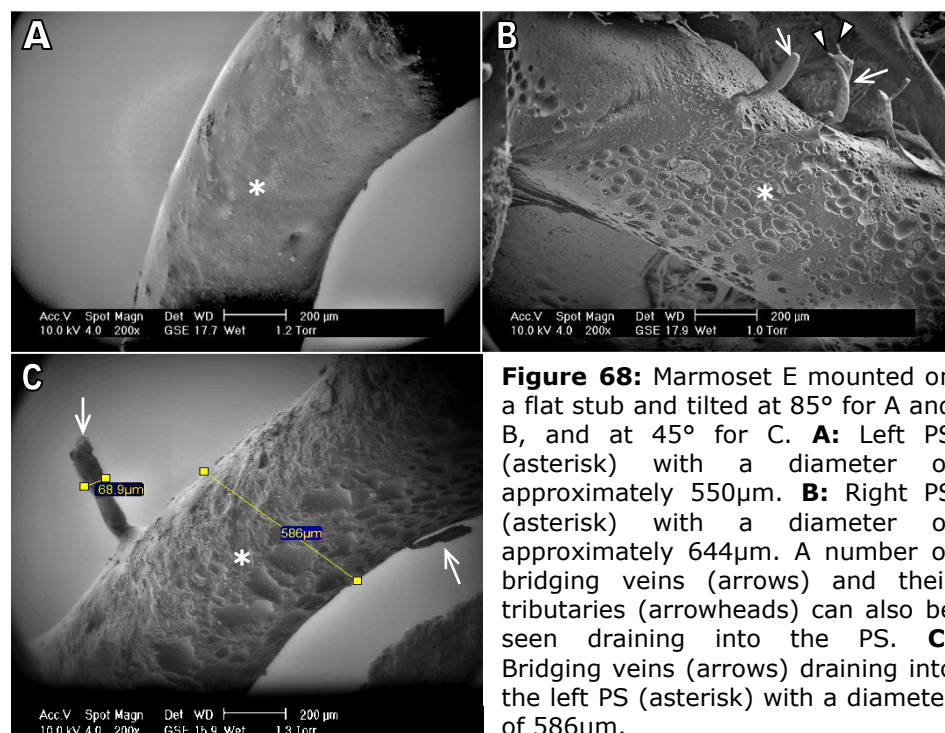 A
B
Acc.V Spot Magn Det WD 200 µm
10.0 kV 4.0 200x GSE 17.7 Wet 1.2 Torr
Acc.V Spot Magn Det WD 200 µm
10.0 kV 4.0 200x GSE 17.9 Wet 1.0 Torr
C
68.9µm
586µm
Acc.V Spot Magn Det WD 200 µm
10.0 kV 4.0 200x GSE 15.9 Wet 1.3 Torr
Figure 68: Marmoset E mounted on
a flat stub and tilted at 85° for A and
B, and at 45° for C. A: Left PS
(asterisk) with a diameter of
approximately 550µm. B: Right PS
(asterisk) with a diameter of
approximately 644µm. A number of
bridging veins (arrows) and their
tributaries (arrowheads) can also be
seen draining into the PS. C:
Bridging veins (arrows) draining into
the left PS (asterisk) with a diameter
of 586µm.